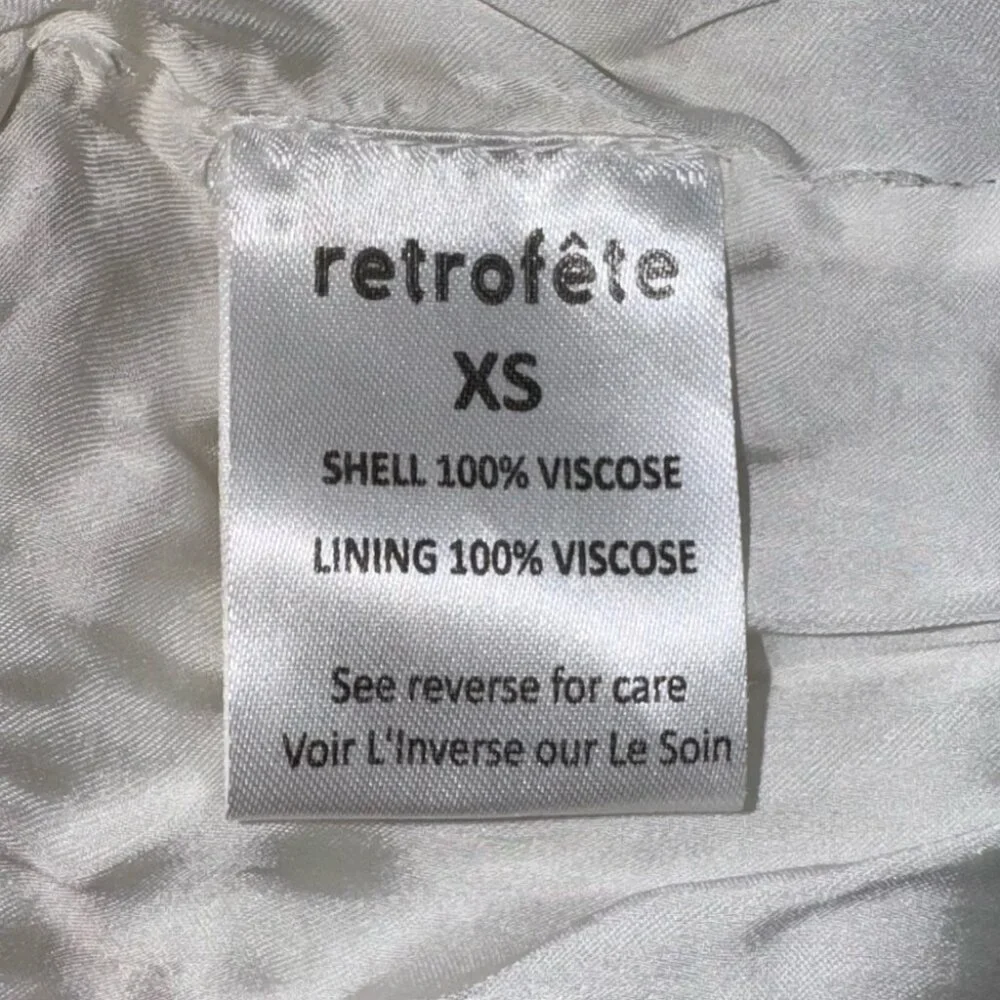 retrofête
XS
SHELL 100% VISCOSE
LINING 100% VISCOSE
See reverse for care
Voir L'Inverse our Le Soin